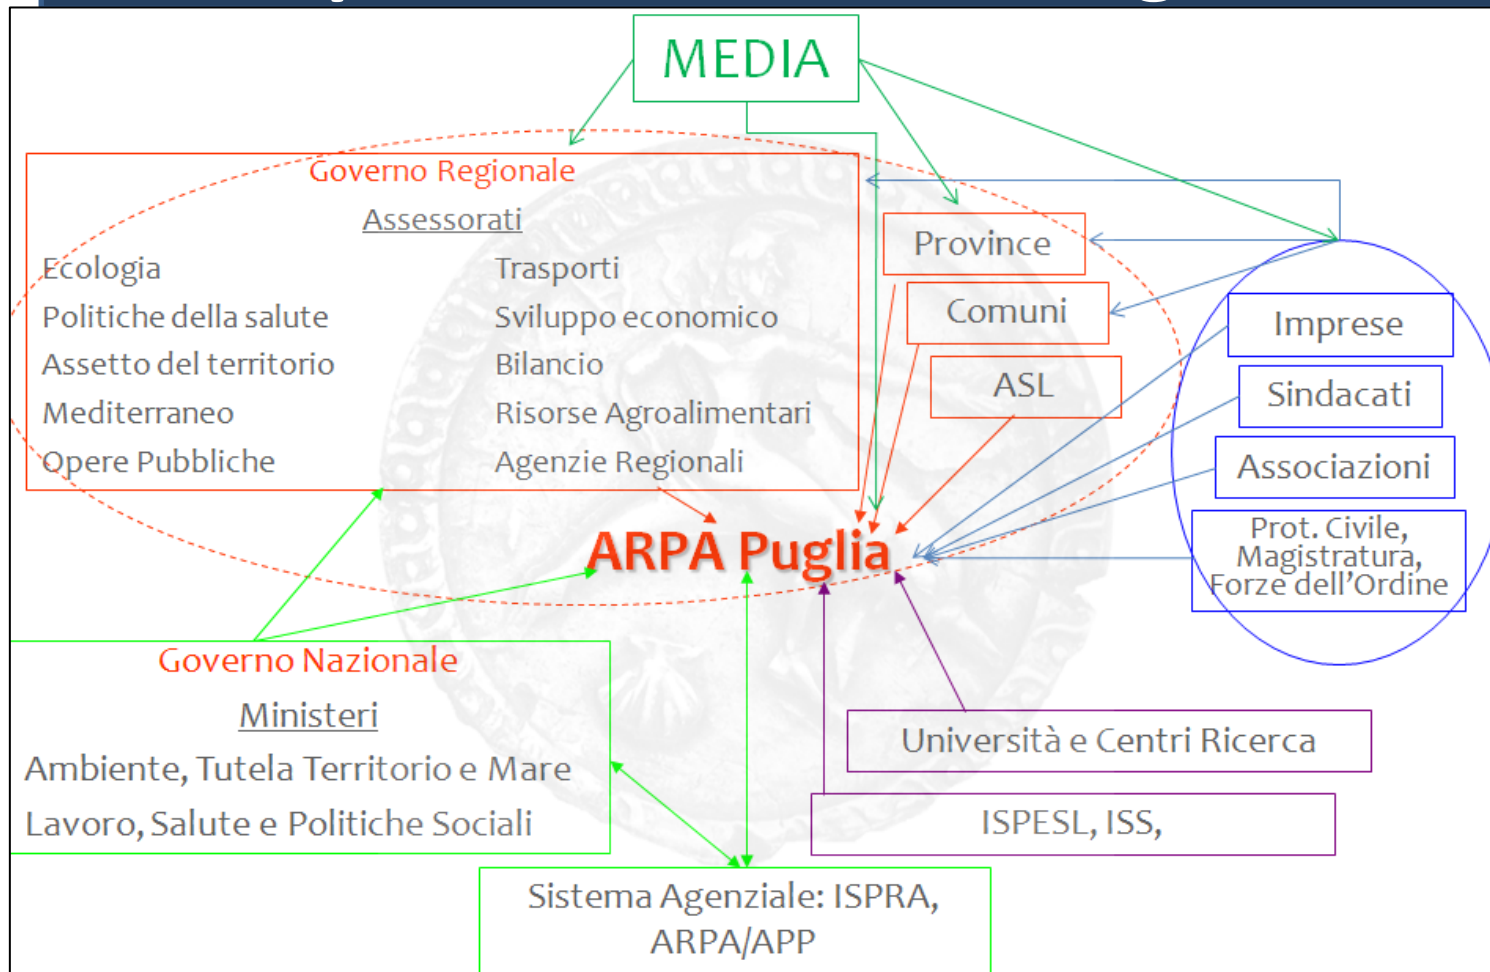 MEDIA
Governo Regionale
Assessorati
Ecologia
Trasporti
Politiche della salute
Sviluppo economico
Assetto del territorio
Bilancio
Mediterraneo
Risorse Agroalimentari
Opere Pubbliche
Agenzie Regionali
Province
Comuni
ASL
Imprese
Sindacati
Associazioni
Prot. Civile,
Magistratura,
Forze dell'Ordine
ARPA Puglia
Governo Nazionale
Ministeri
Ambiente, Tutela Territorio e Mare
Lavoro, Salute e Politiche Sociali
Università e Centri Ricerca
ISPESL, ISS,
Sistema Agenziale: ISPRA,
ARPA/APP